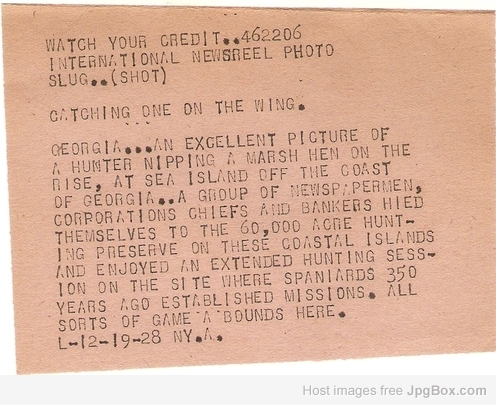 WATCH YOUR CREDIT..462206
INTERNATIONAL NEWSREEL PHOTO
SLUG..(SHOT)
CATCHING ONE ON THE WING.
GEORGIA...AN EXCELLENT PICTURE OF
A HUNTER NIPPING A MARSH HEN ON THE
RISE, AT SEA ISLAND OFF THE COAST
OF GEORGIA..A GROUP OF NEWSPAPERMEN,
CORPORATIONS CHIEFS AND BANKERS HIED
THEMSELVES TO THE 60,000 ACRE HUNT-
ING PRESERVE ON THESE COASTAL ISLANDS
AND ENJOYED AN EXTENDED HUNTING SESS-
ION ON THE SITE WHERE SPANIARDS 350
YEARS AGO ESTABLISHED MISSIONS. ALL
SORTS OF GAME A BOUNDS HERE.
L-12-19-28 NY.A.
Host images free JpgBox.com